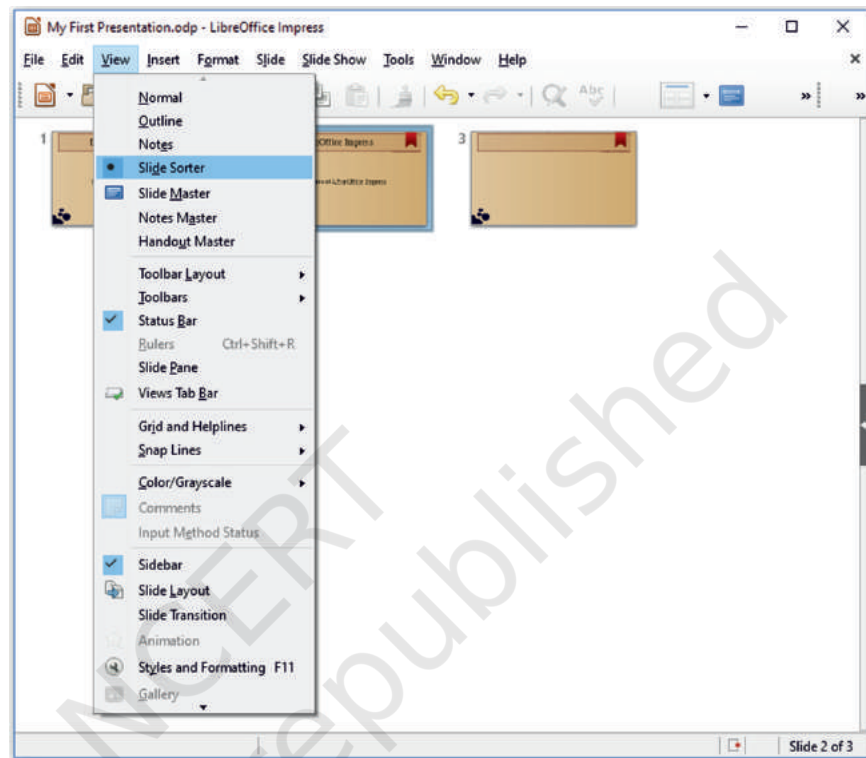 My First Presentation.odp - LibreOffice Impress
File Edit View Insert Format Slide Slide Show Tools Window Help
Normal
Outline
Notes
Slide Sorter
Slide Master
Notes Master
Handout Master
Toolbar Layout
Toolbars
Status Bar
Rulers Ctrl+Shift+R
Slide Pane
Views Tab Bar
Grid and Helplines
Snap Lines
Color/Grayscale
Comments
Input Method Status
Sidebar
Slide Layout
Slide Transition
Animation
Styles and Formatting F11
Gallery
Abc
1
Office Impress
3
Slide 2 of 3
NCERT
republished